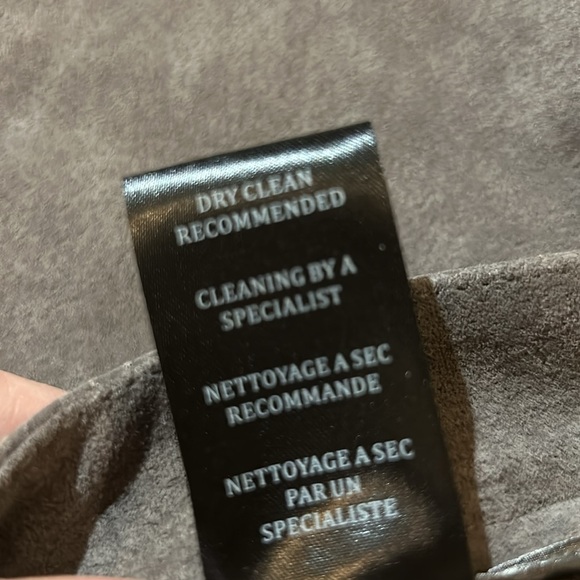 DRY CLEAN
RECOMMENDED
CLEANING BY A
SPECIALIST
NETTOYAGE A SEC
RECOMMANDE
NETTOYAGE A SEC
PAR UN
SPECIALISTE